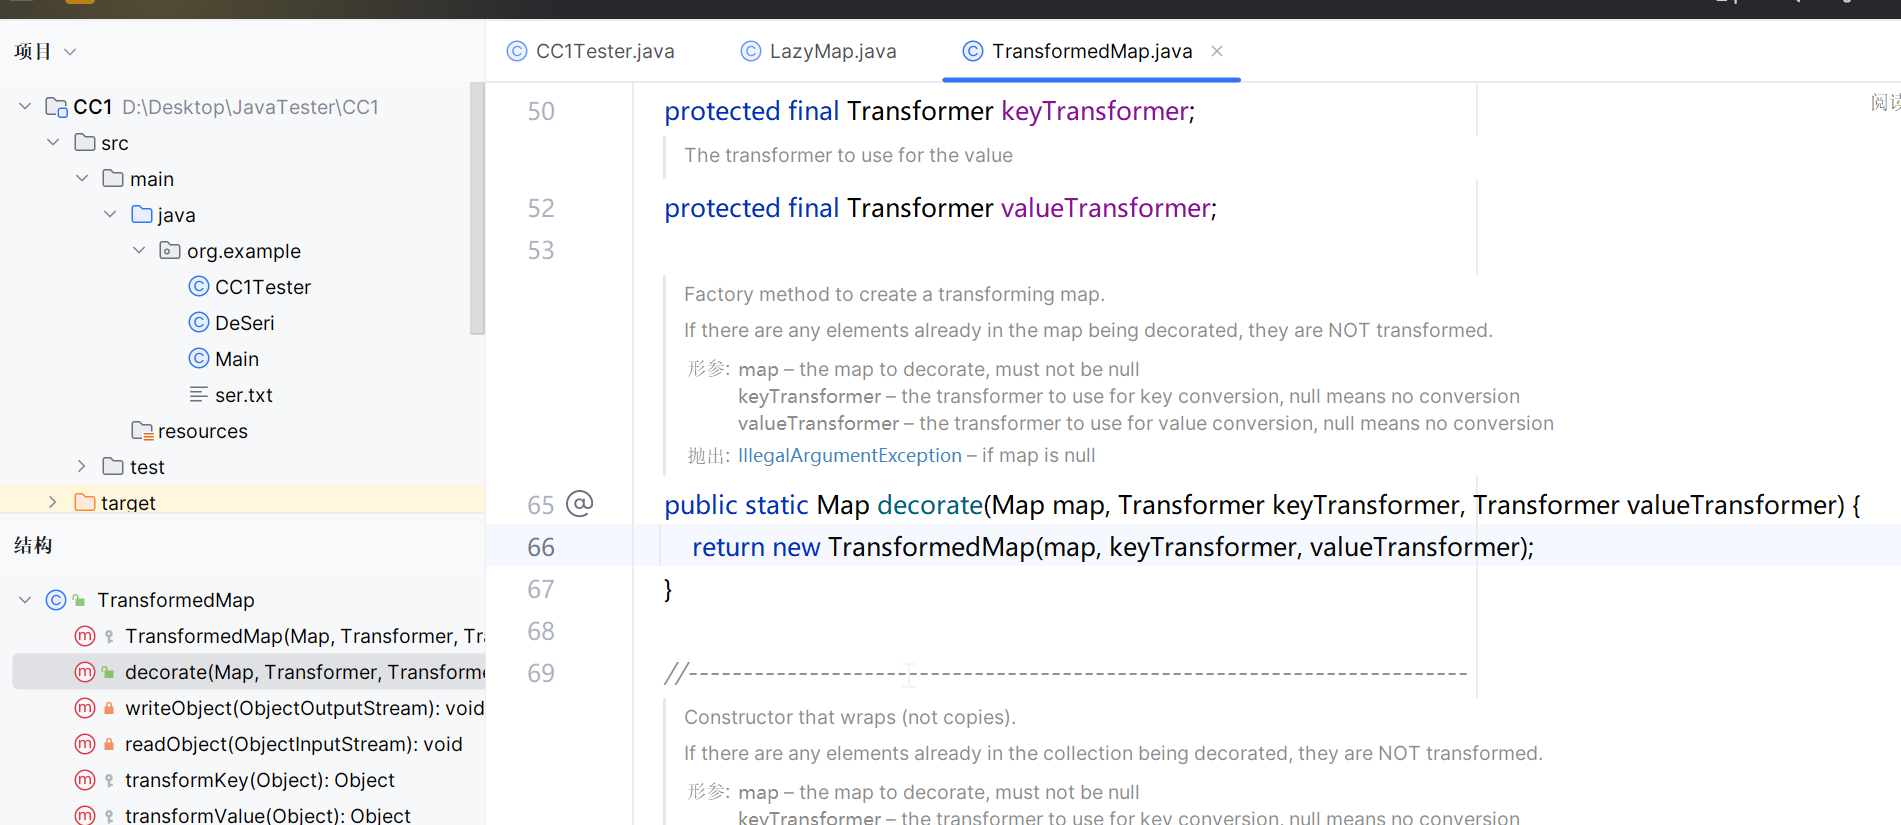 项目
CC1 D:\Desktop\JavaTester\CC1
src
main
java
org.example
CC1Tester
DeSeri
Main
ser.txt
resources
test
target
结构
TransformedMap
TransformedMap(Map, Transformer, Tra
decorate(Map, Transformer, Transforme
writeObject(ObjectOutputStream): void
readObject(ObjectInputStream): void
transformKey(Object): Object
transformValue(Object): Object
CC1Tester.java LazyMap.java TransformedMap.java
阅读
50 protected final Transformer keyTransformer;
The transformer to use for the value
52 protected final Transformer valueTransformer;
53
Factory method to create a transforming map.
If there are any elements already in the map being decorated, they are NOT transformed.
形参: map – the map to decorate, must not be null
keyTransformer – the transformer to use for key conversion, null means no conversion
valueTransformer – the transformer to use for value conversion, null means no conversion
抛出: IllegalArgumentException – if map is null
65 @ public static Map decorate(Map map, Transformer keyTransformer, Transformer valueTransformer) {
66 return new TransformedMap(map, keyTransformer, valueTransformer);
67 }
68
69 //-----------------------------------------------------------------------
Constructor that wraps (not copies).
If there are any elements already in the collection being decorated, they are NOT transformed.
形参: map – the map to decorate, must not be null
keyTransformer – the transformer to use for key conversion, null means no conversion